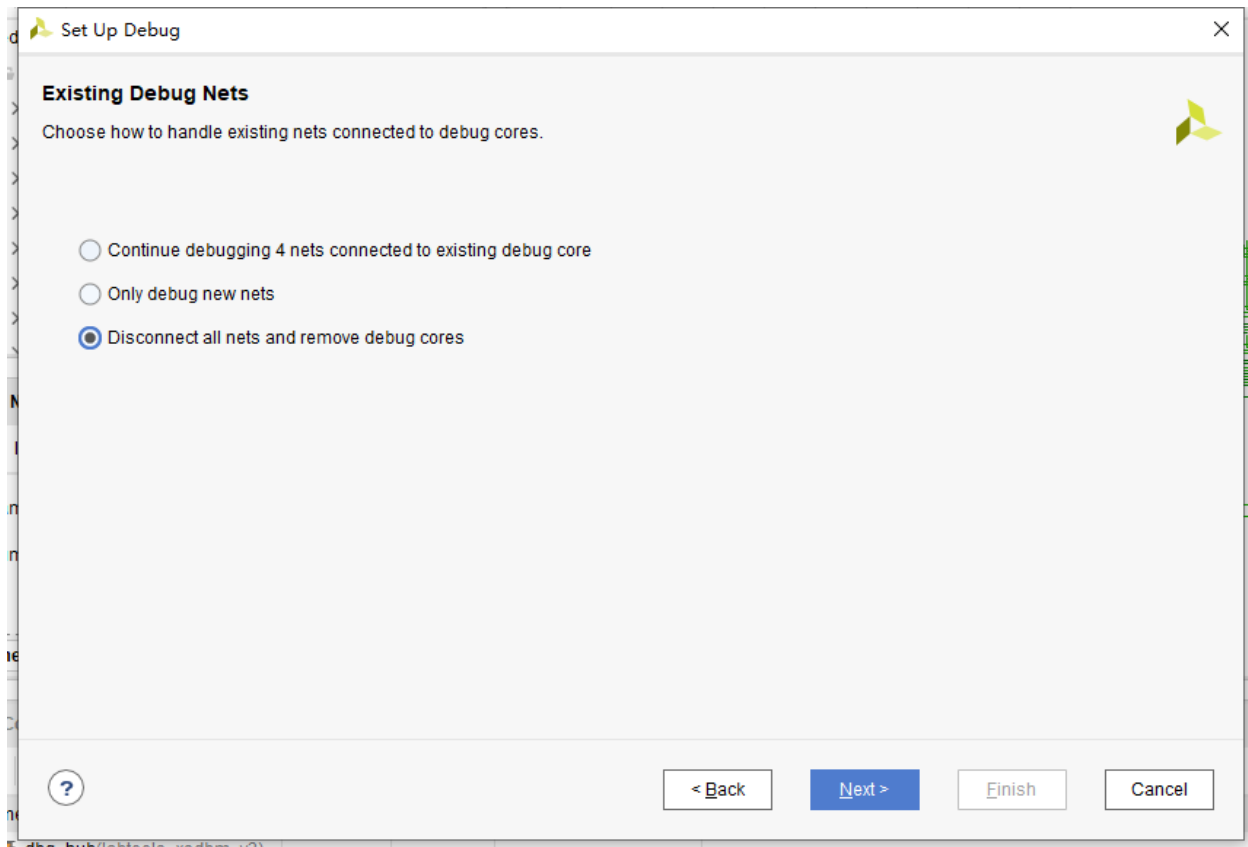 Set Up Debug
Existing Debug Nets
Choose how to handle existing nets connected to debug cores.
Continue debugging 4 nets connected to existing debug core
Only debug new nets
Disconnect all nets and remove debug cores
?
< Back
Next >
Finish
Cancel